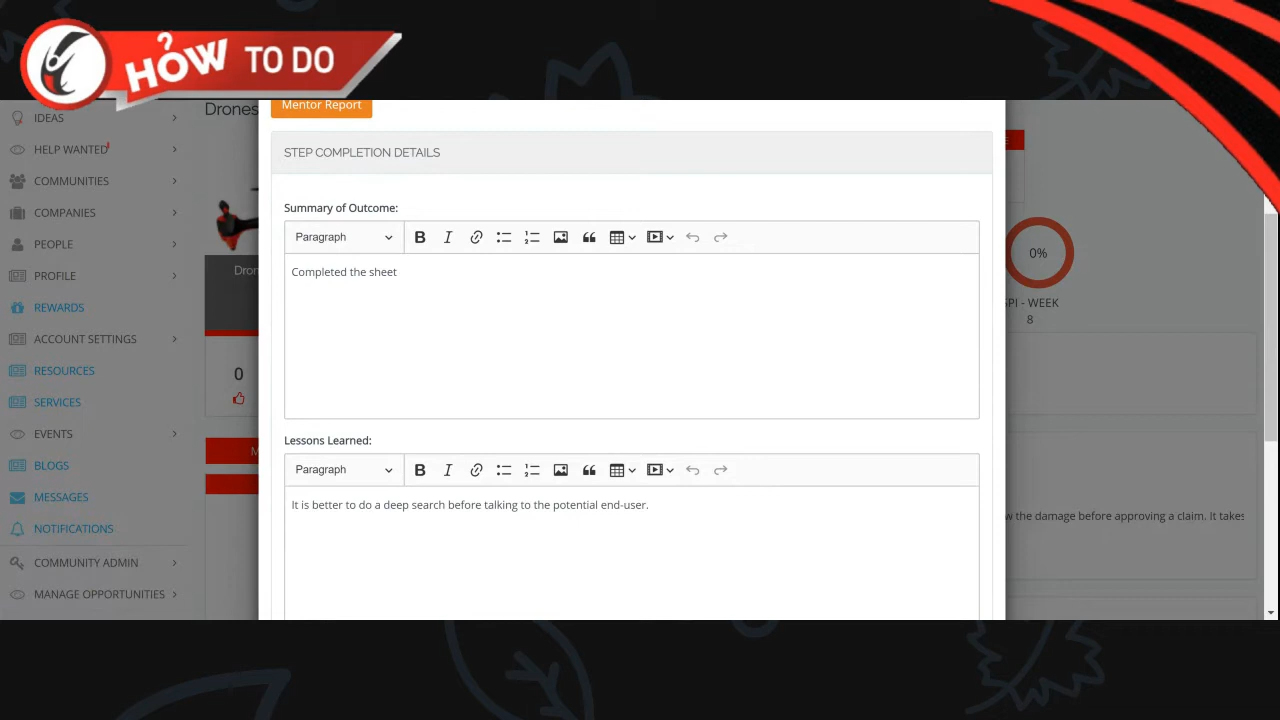 ?
HOW TO DO
IDEAS
HELP WANTED
COMMUNITIES
COMPANIES
PEOPLE
PROFILE
REWARDS
ACCOUNT SETTINGS
RESOURCES
SERVICES
EVENTS
BLOGS
MESSAGES
NOTIFICATIONS
COMMUNITY ADMIN
MANAGE OPPORTUNITIES
Drones
Dron
0
M
Mentor Report
STEP COMPLETION DETAILS
Summary of Outcome:
Paragraph
Completed the sheet
Lessons Learned:
Paragraph
It is better to do a deep search before talking to the potential end-user.
0%
SPI - WEEK
8
w the damage before approving a claim. It takes